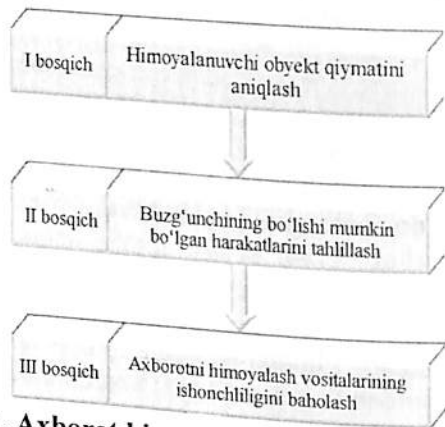 I bosqich
Himoyalanuvchi obyekt qiymatini
aniqlash
II bosqich
Buzg‘unchining bo‘lishi mumkin
bo‘lgan harakatlarini tahlillash
III bosqich
Axborotni himoyalash vositalarining
ishonchliligini baholash
Axborot